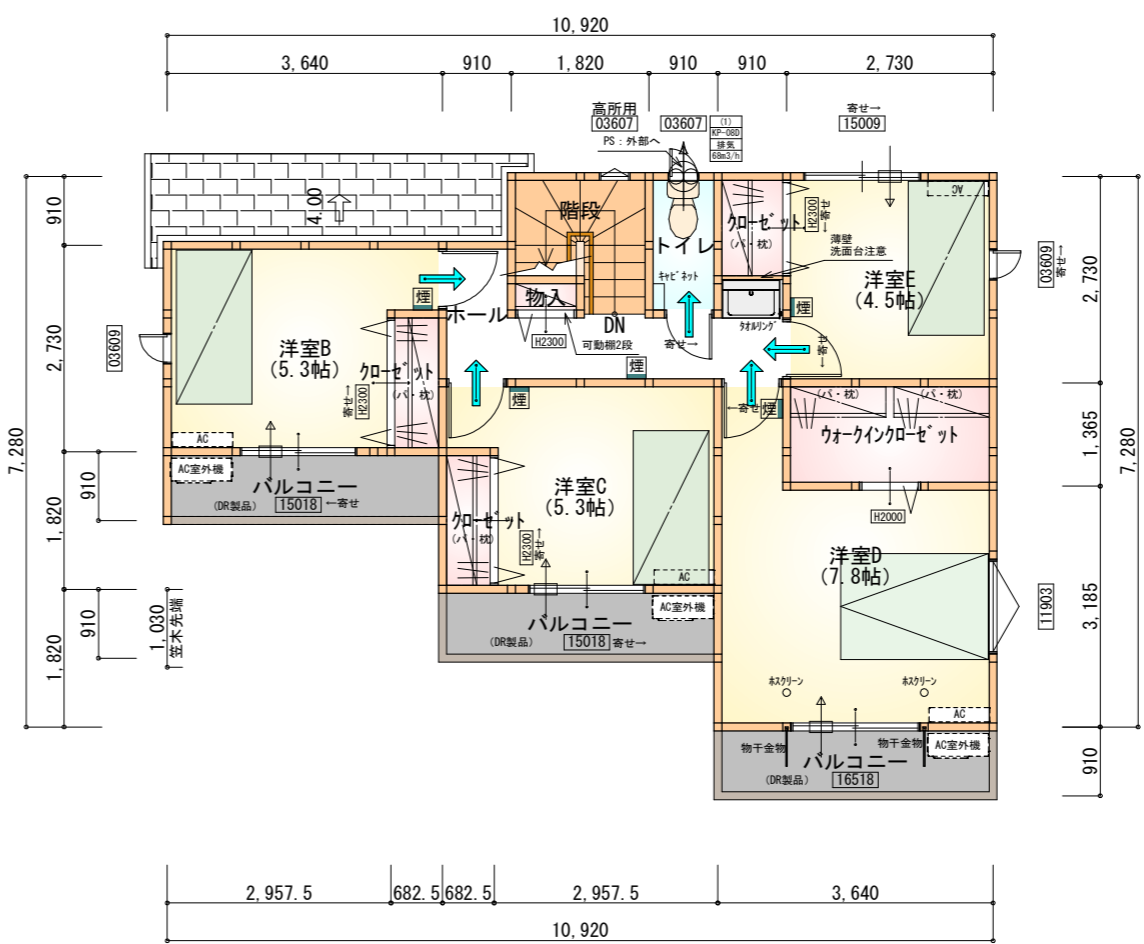 10,920
3,640
910
1,820
910
910
2,730
高所用
03607
PS:外部へ
03607
(1)
KP-08D
排気
68m3/h
寄せ→
15009
4.00
階段
トイレ
キャビネット
クローゼット
(パ・枕)
H2300
←寄せ
薄壁
洗面台注意
AC
洋室E
(4.5帖)
03609
寄せ→
910
2,730
1,820
910
7,280
1,820
910
1,030
笠木先端
03609
洋室B
(5.3帖)
煙
ホール
物入
H2300
DN
可動棚2段
寄せ→
タオルリング
煙
←寄せ
煙
クローゼット
(パ・枕)
寄せ→
H2300
煙
←寄せ
煙
(パ・枕)
(パ・枕)
ウォークインクローゼット
H2000
AC
AC室外機
バルコニー
(DR製品)
15018
←寄せ
クローゼット
(パ・枕)
H2300
寄せ→
洋室C
(5.3帖)
AC
AC室外機
バルコニー
(DR製品)
15018
寄せ→
洋室D
(7.8帖)
11903
ホスクリーン
ホスクリーン
AC
物干金物
物干金物
AC室外機
バルコニー
(DR製品)
16518
2,730
1,365
3,185
910
7,280
2,957.5
682.5
682.5
2,957.5
3,640
10,920